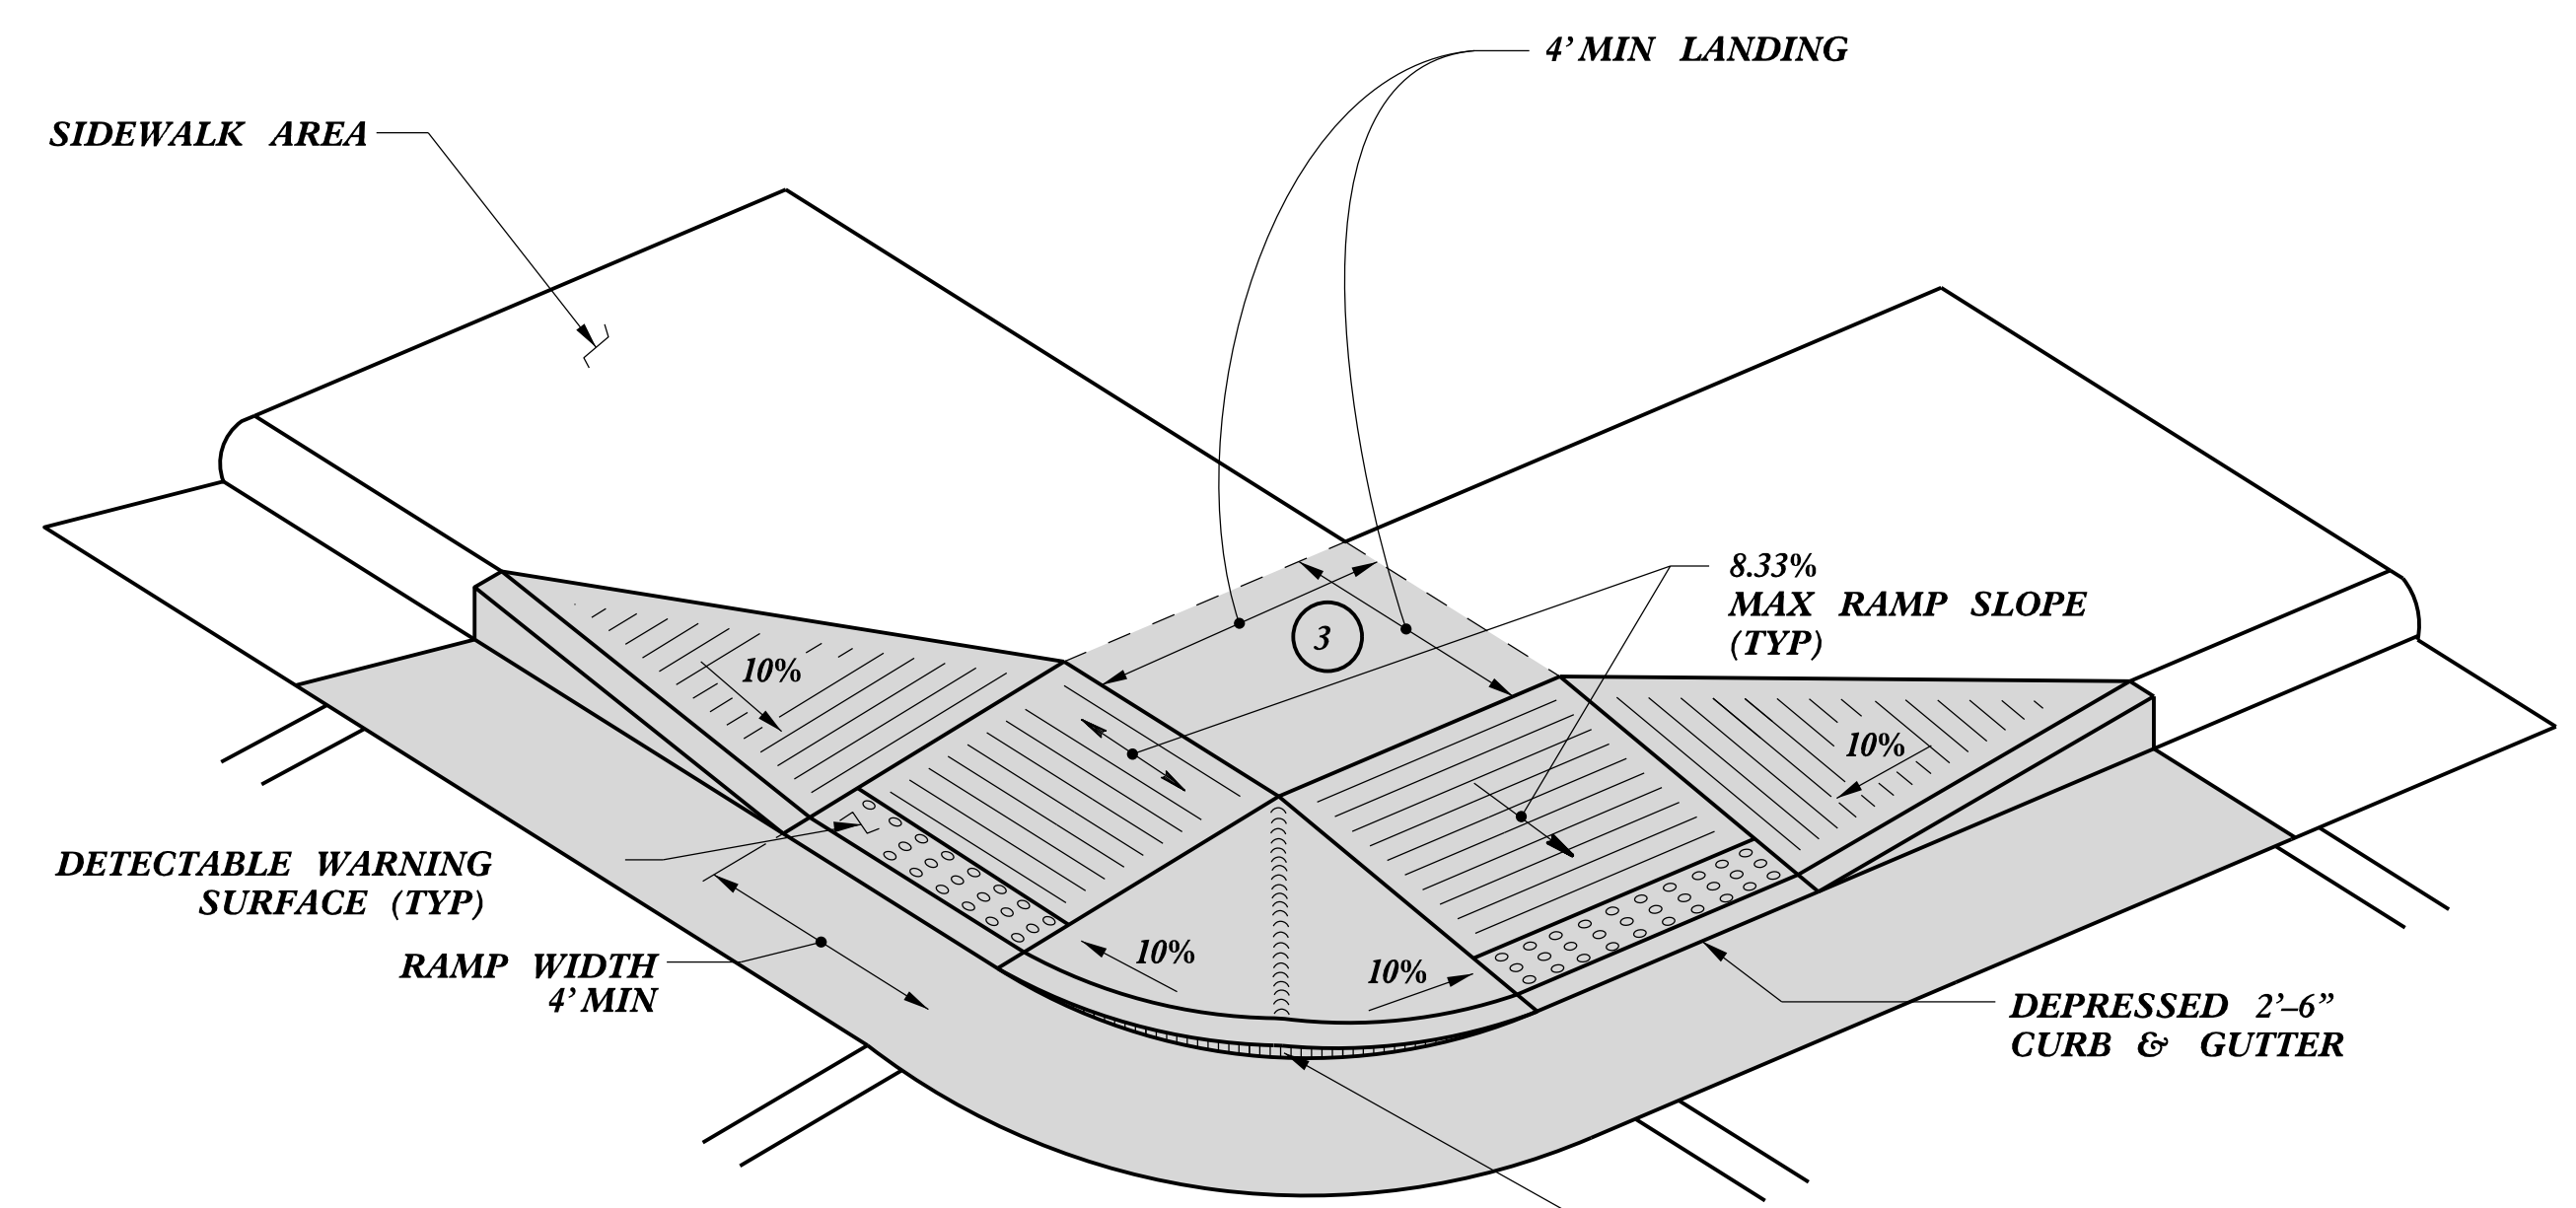 4’ MIN LANDING
SIDEWALK AREA
8.33%
MAX RAMP SLOPE
(TYP)
3
10%
10%
DETECTABLE WARNING
SURFACE (TYP)
RAMP WIDTH
4’ MIN
10%
10%
DEPRESSED 2’–6”
CURB & GUTTER